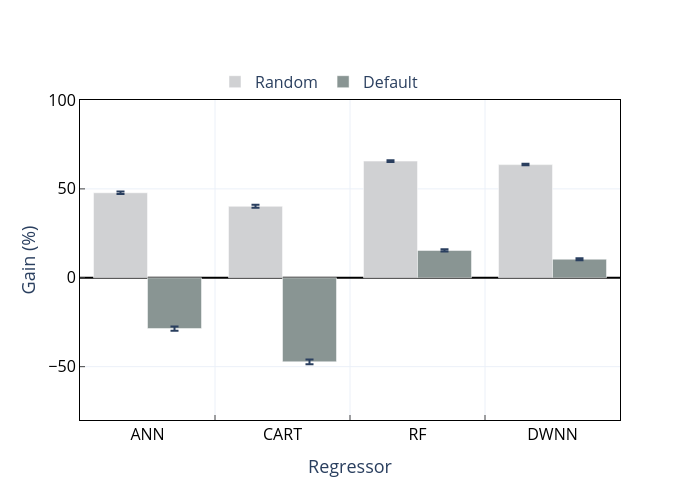 Random Default
100
50
0
−50
Gain (%)
ANN CART RF DWNN
Regressor